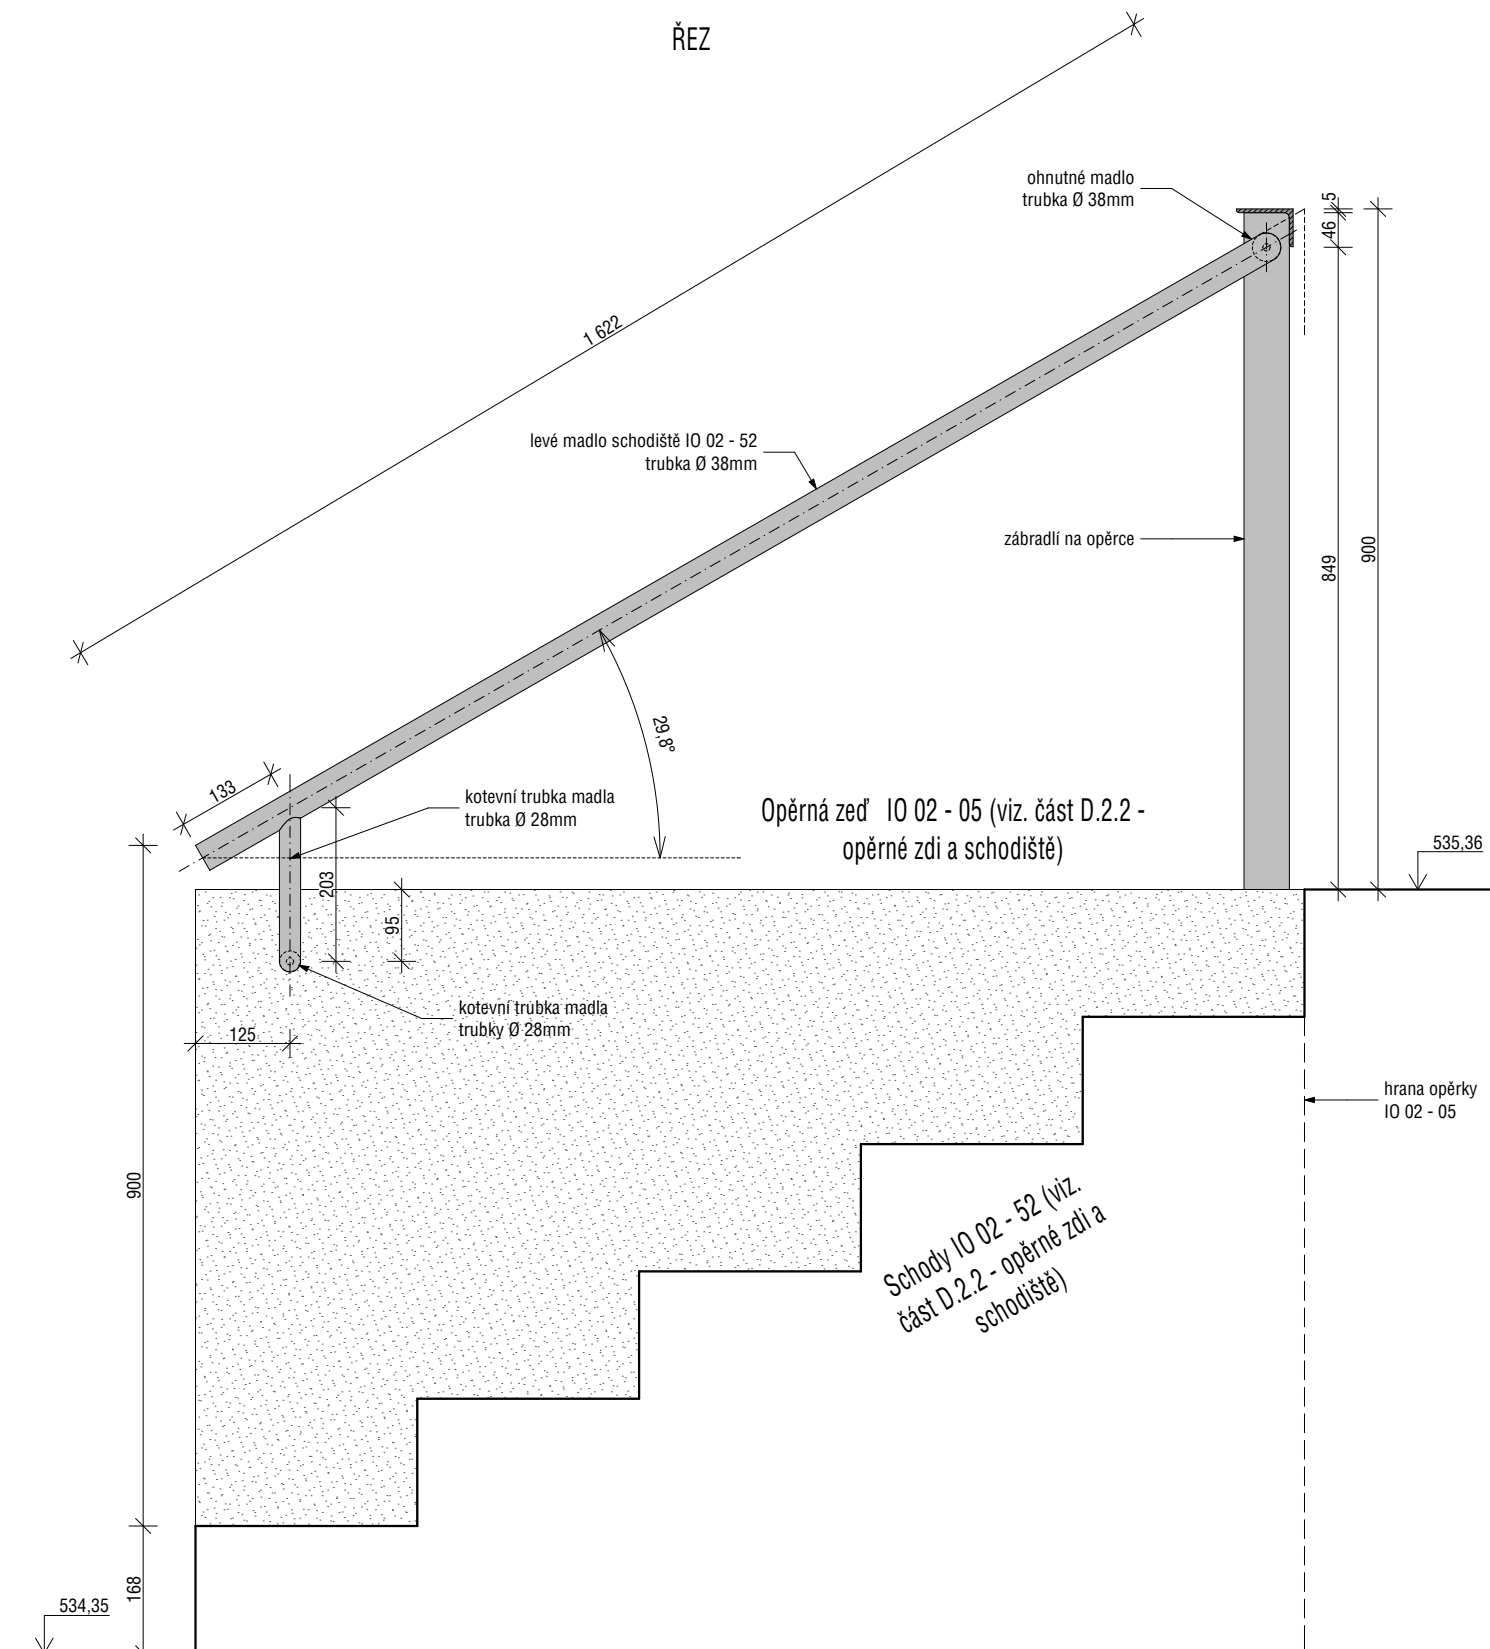 ŘEZ
ohnutné madlo
trubka Ø 38mm
5
46
1 622
levé madlo schodiště IO 02 - 52
trubka Ø 38mm
zábradlí na opěrce
849
900
29,8°
133
kotevní trubka madla
trubka Ø 28mm
Opěrná zeď IO 02 - 05 (viz. část D.2.2 -
opěrné zdi a schodiště)
535,36
203
95
kotevní trubka madla
trubky Ø 28mm
125
hrana opěrky
IO 02 - 05
900
Schody IO 02 - 52 (viz.
část D.2.2 - opěrné zdi a
schodiště)
168
534,35